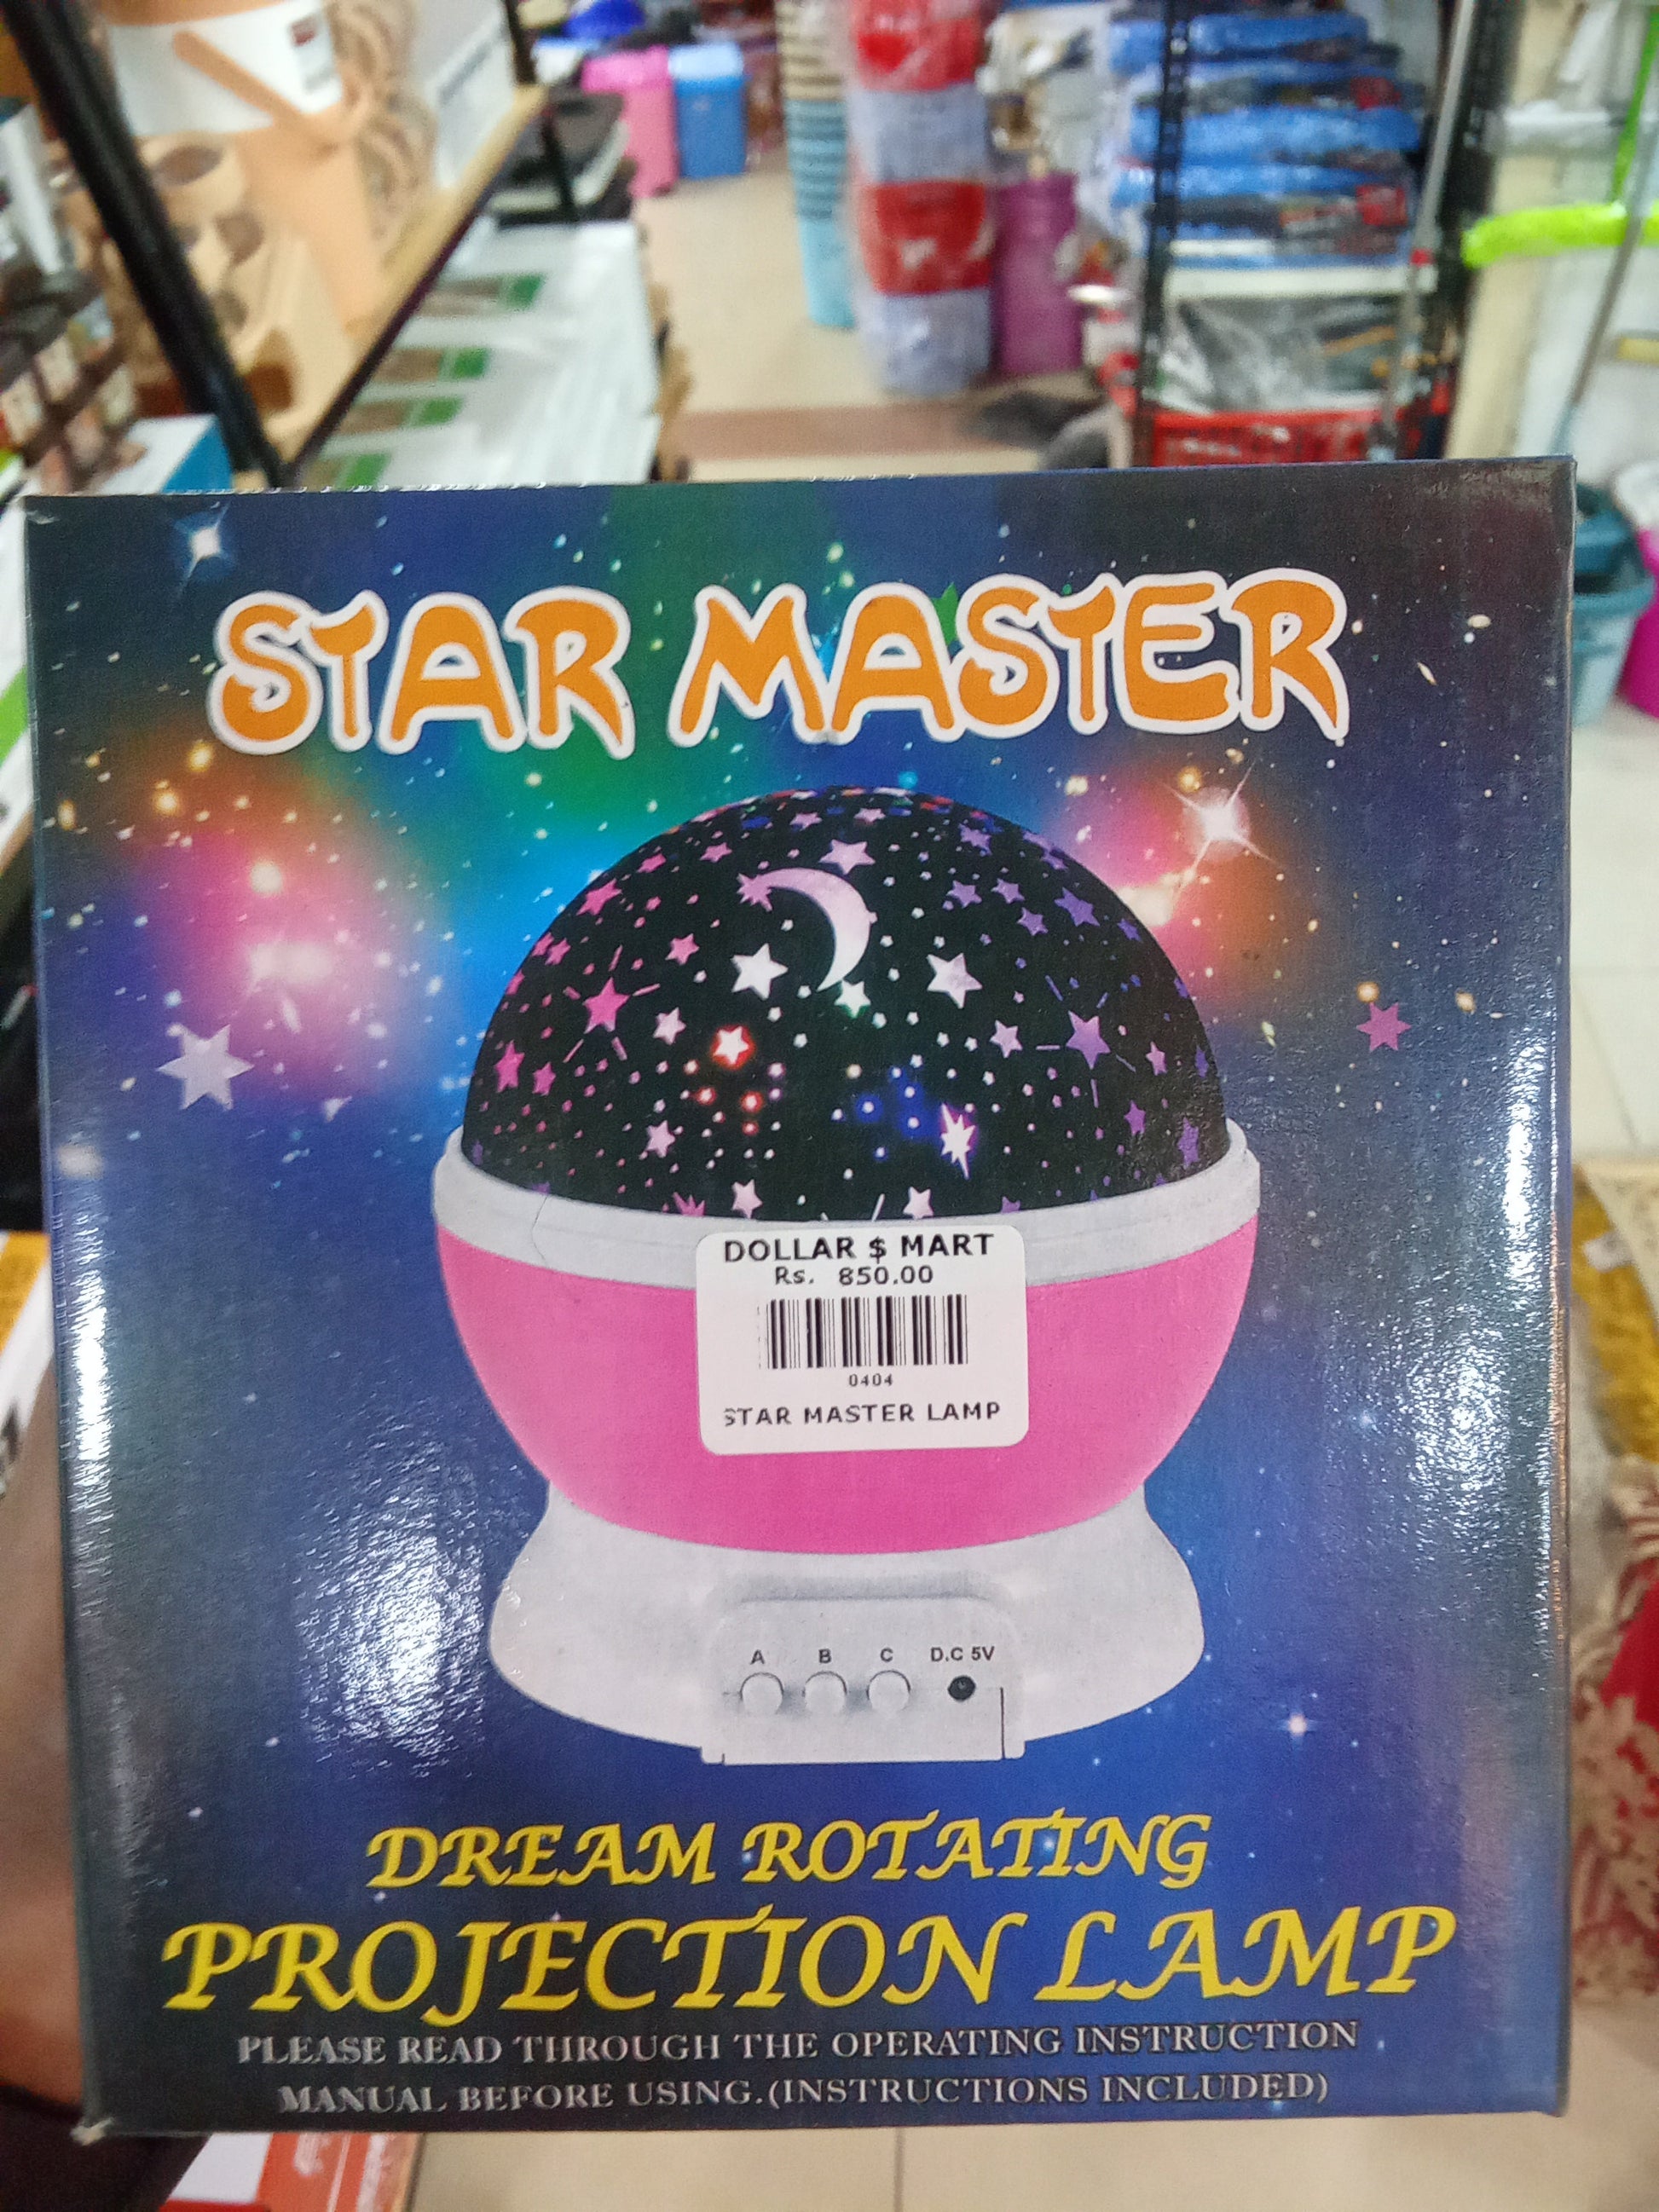 STAR MASTER
DOLLAR $ MART
Rs. 850.00
0404
STAR MASTER LAMP
A B C D.C 5V
DREAM ROTATING
PROJECTION LAMP
PLEASE READ THROUGH THE OPERATING INSTRUCTION
MANUAL BEFORE USING.(INSTRUCTIONS INCLUDED)